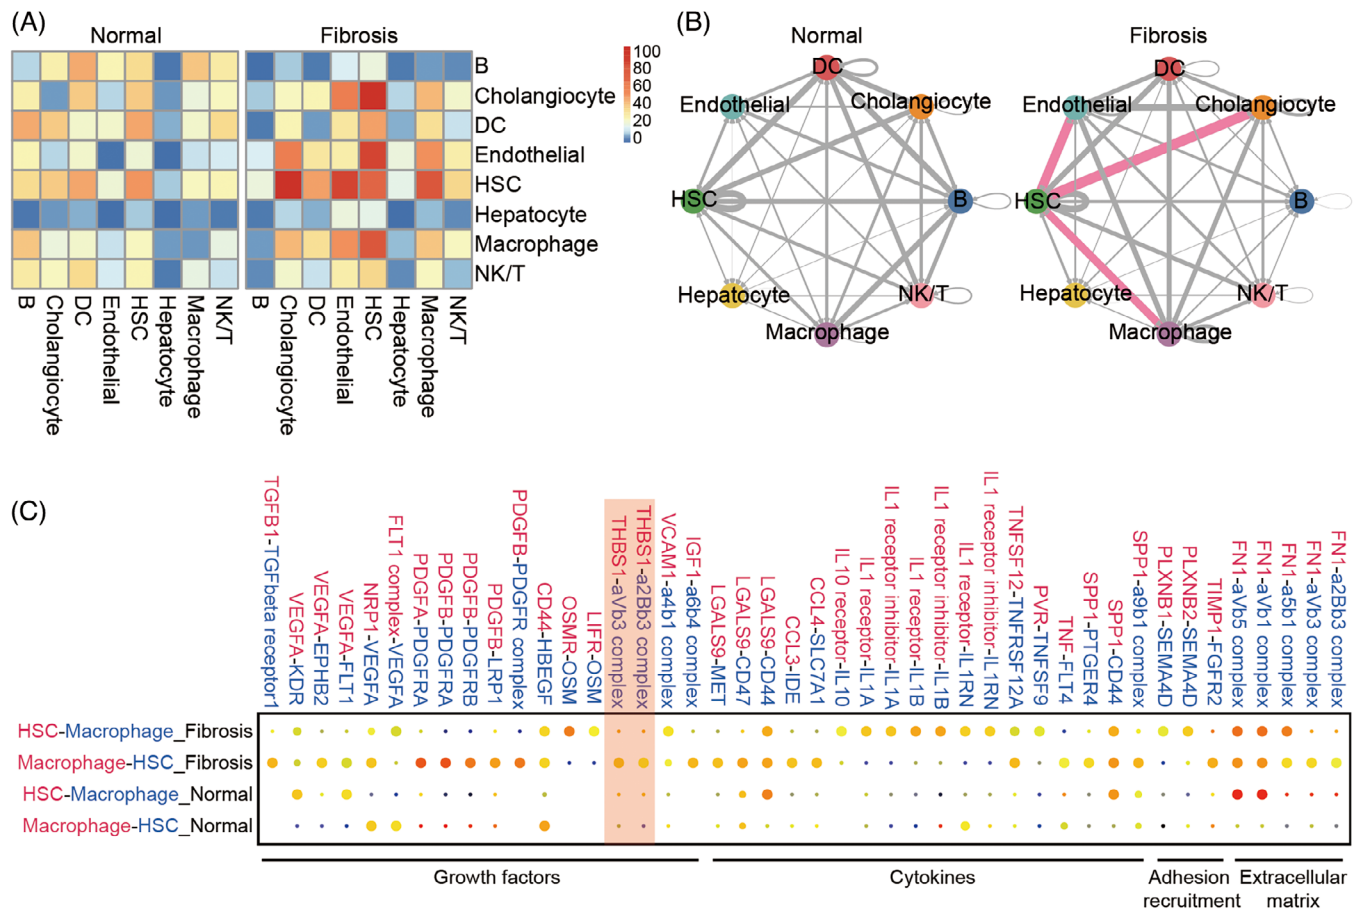 (A)
Normal
Fibrosis
B
Cholangiocyte
DC
Endothelial
HSC
Hepatocyte
Macrophage
NK/T
100
80
60
40
20
0
B
Cholangiocyte
DC
Endothelial
HSC
Hepatocyte
Macrophage
NK/T
B
Cholangiocyte
DC
Endothelial
HSC
Hepatocyte
Macrophage
NK/T
(B)
Normal
DC
Endothelial
Cholangiocyte
HSC
B
Hepatocyte
NK/T
Macrophage
Fibrosis
DC
Endothelial
Cholangiocyte
HSC
B
Hepatocyte
NK/T
Macrophage
(C)
TGFB1-TGFbeta receptor1
VEGFA-KDR
VEGFA-EPHB2
VEGFA-FLT1
NRP1-VEGFA
FLT1 complex-VEGFA
PDGFA-PDGFRA
PDGFB-PDGFRA
PDGFB-PDGFRB
PDGFB-LRP1
PDGFB-PDGFR complex
CD44-HBEGF
OSMR-OSM
LIFR-OSM
THBS1-aVb3 complex
THBS1-a2Bb3 complex
VCAM1-a4b1 complex
IGF1-a6b4 complex
LGALS9-MET
LGALS9-CD47
LGALS9-CD44
CCL3-IDE
CCL4-SLC7A1
IL10 receptor-IL10
IL1 receptor-IL1A
IL1 receptor inhibitor-IL1A
IL1 receptor-IL1B
IL1 receptor inhibitor-IL1B
IL1 receptor-IL1RN
IL1 receptor inhibitor-IL1RN
TNFSF12-TNFRSF12A
PVR-TNFSF9
TNF-FLT4
SPP1-PTGER4
SPP1-CD44
SPP1-a9b1 complex
PLXNB1-SEMA4D
PLXNB2-SEMA4D
TIMP1-FGFR2
FN1-aVb5 complex
FN1-aVb1 complex
FN1-a5b1 complex
FN1-aVb3 complex
FN1-a2Bb3 complex
HSC-Macrophage_Fibrosis
Macrophage-HSC_Fibrosis
HSC-Macrophage_Normal
Macrophage-HSC_Normal
Growth factors
Cytokines
Adhesion
recruitment
Extracellular
matrix